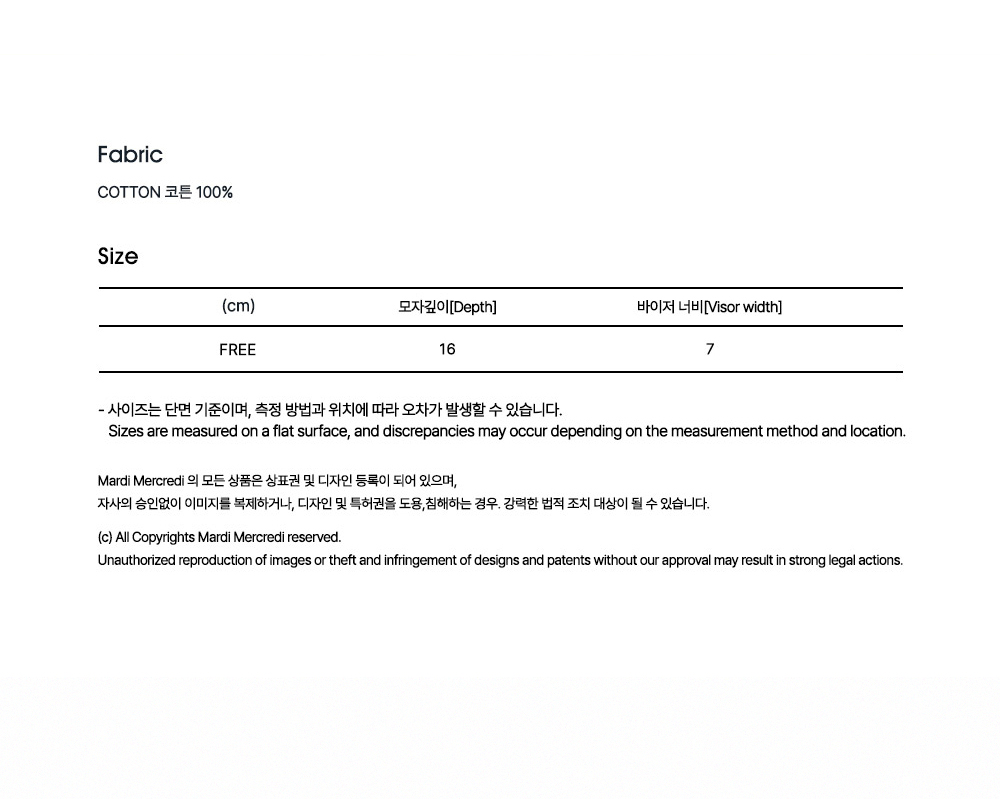 Fabric
COTTON 코튼 100%
Size
(cm) 모자깊이[Depth] 바이저 너비[Visor width]
FREE 16 7
- 사이즈는 단면 기준이며, 측정 방법과 위치에 따라 오차가 발생할 수 있습니다.
Sizes are measured on a flat surface, and discrepancies may occur depending on the measurement method and location.
Mardi Mercredi 의 모든 상품은 상표권 및 디자인 등록이 되어 있으며,
자사의 승인없이 이미지를 복제하거나, 디자인 및 특허권을 도용,침해하는 경우. 강력한 법적 조치 대상이 될 수 있습니다.
(c) All Copyrights Mardi Mercredi reserved.
Unauthorized reproduction of images or theft and infringement of designs and patents without our approval may result in strong legal actions.